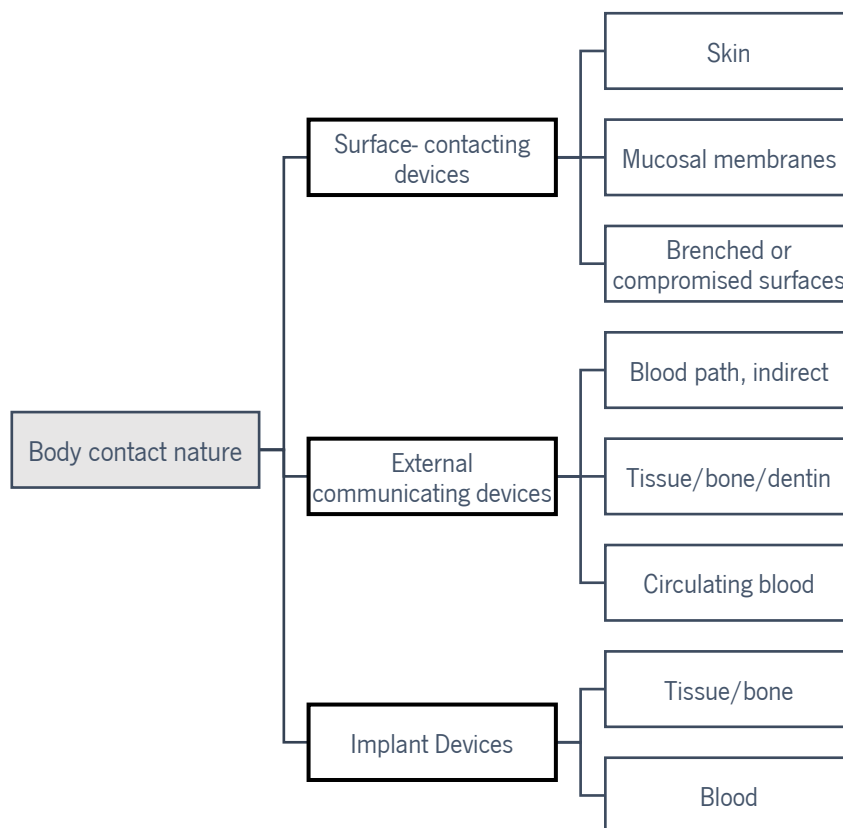 Skin
Surface- contacting
devices
Mucosal membranes
Brenched or
compromised surfaces
Blood path, indirect
Body contact nature
External
communicating devices
Tissue/bone/dentin
Circulating blood
Tissue/bone
Implant Devices
Blood